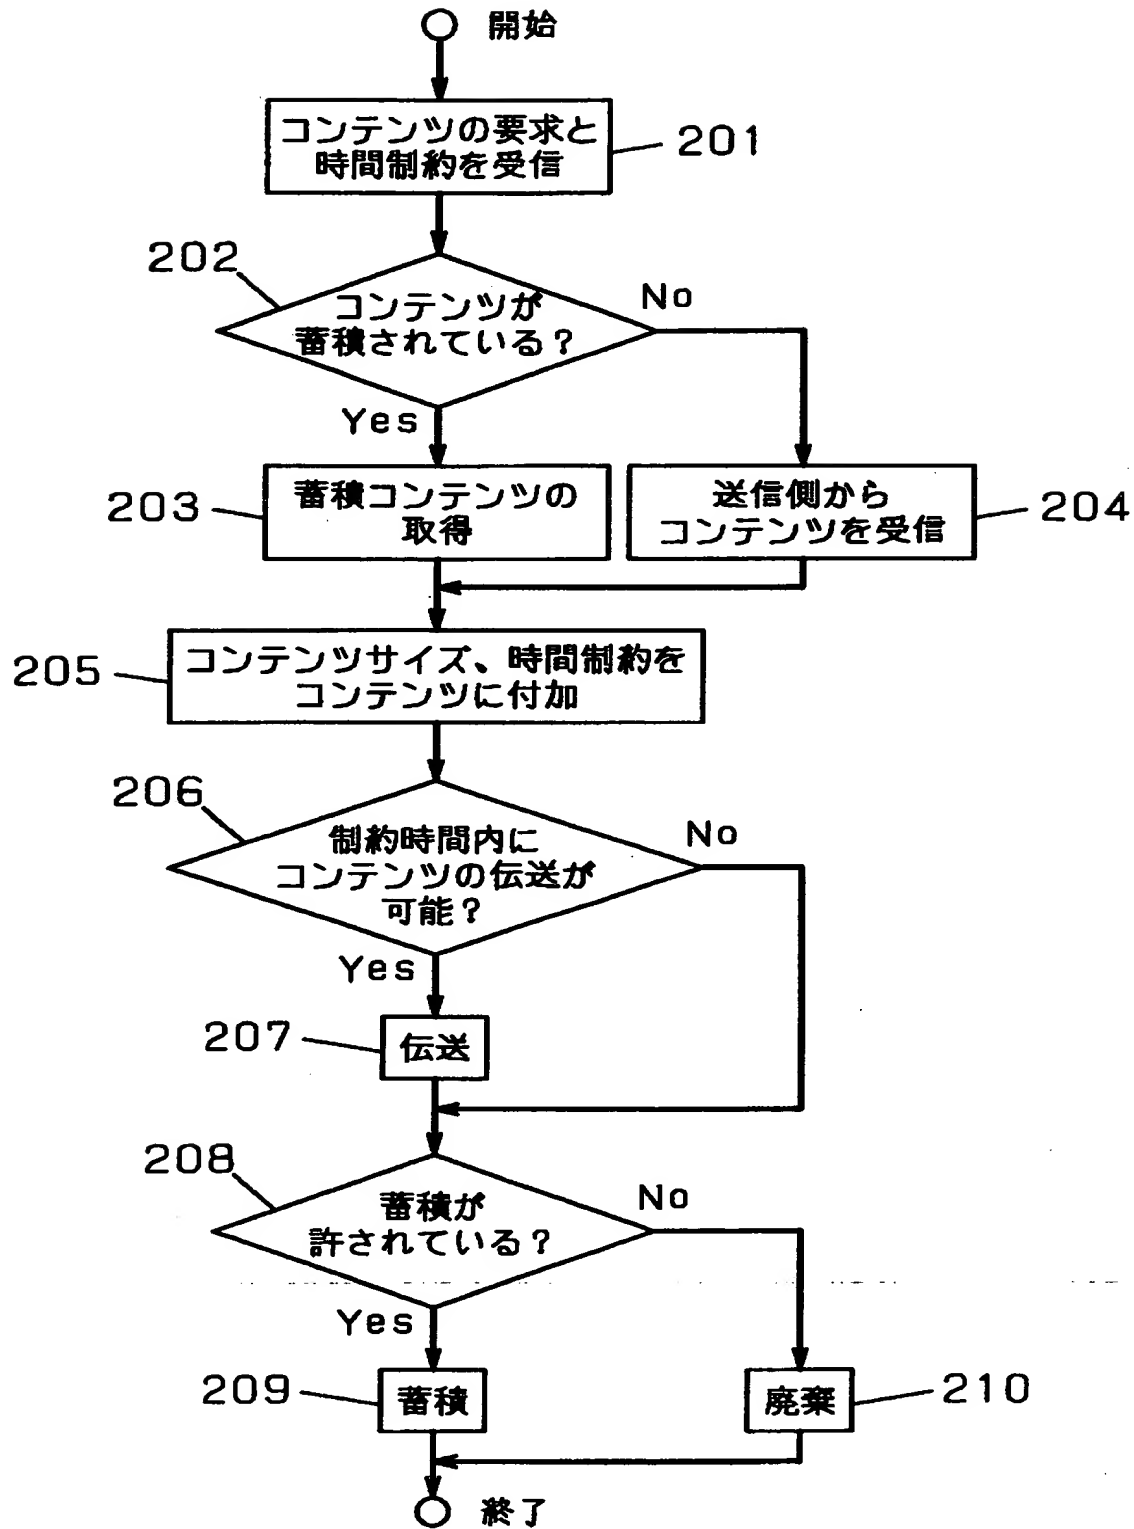 開始
コンテンツの要求と
時間制約を受信
201
202
コンテンツが
蓄積されている?
No
Yes
203
蓄積コンテンツの
取得
送信側から
コンテンツを受信
204
205
コンテンツサイズ、時間制約を
コンテンツに付加
206
制約時間内に
コンテンツの伝送が
可能?
No
Yes
207
伝送
208
蓄積が
許されている?
No
Yes
209
蓄積
廃棄
210
終了